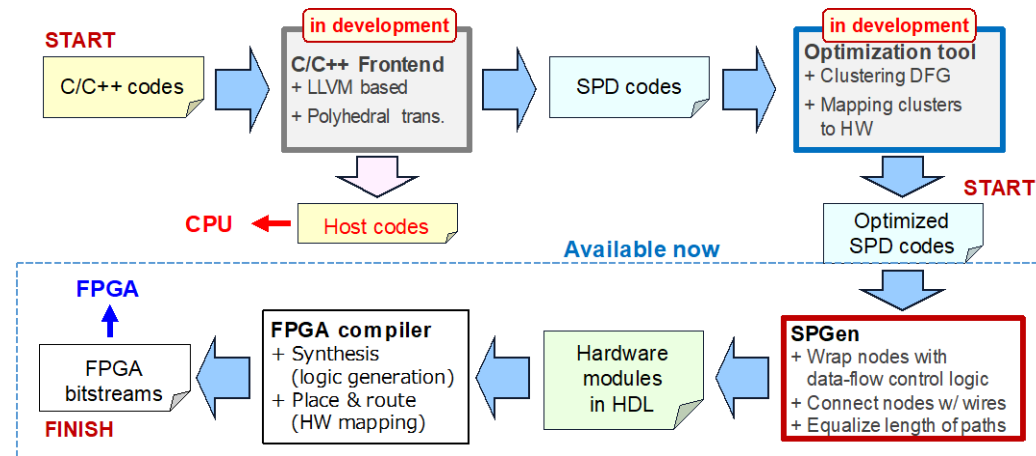 START
C/C++ codes
in development
C/C++ Frontend
+ LLVM based
+ Polyhedral trans.
SPD codes
in development
Optimization tool
+ Clustering DFG
+ Mapping clusters
to HW
CPU
Host codes
START
Optimized
SPD codes
Available now
SPGen
+ Wrap nodes with
data-flow control logic
+ Connect nodes w/ wires
+ Equalize length of paths
Hardware
modules
in HDL
FPGA compiler
+ Synthesis
(logic generation)
+ Place & route
(HW mapping)
FPGA
FPGA
bitstreams
FINISH